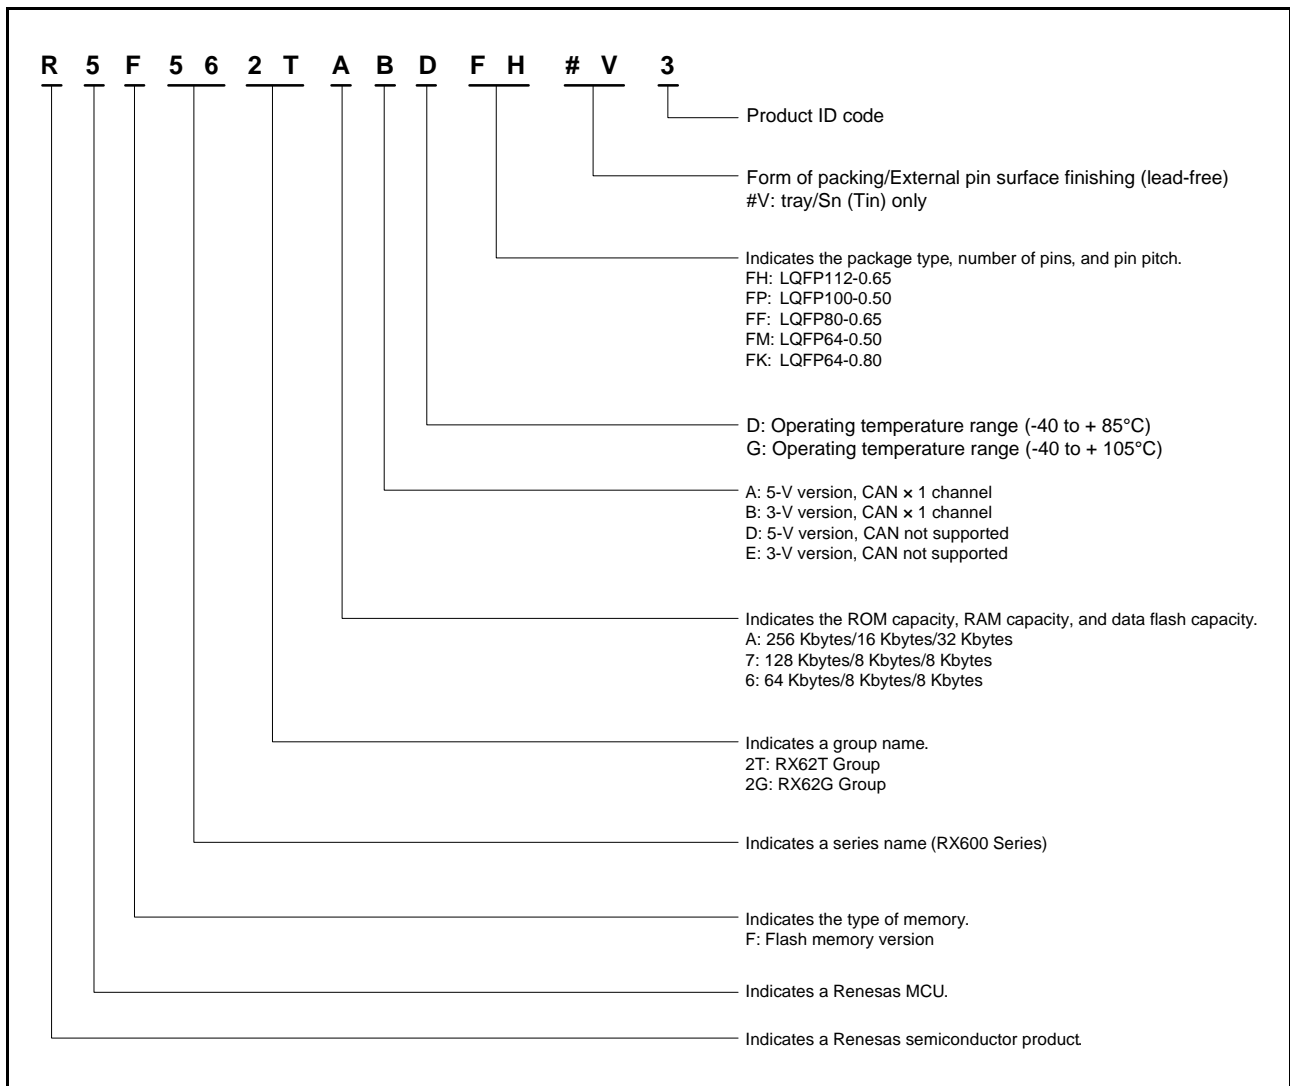 R 5 F 5 6 2 T A B D F H # V 3
Product ID code
Form of packing/External pin surface finishing (lead-free)
#V: tray/Sn (Tin) only
Indicates the package type, number of pins, and pin pitch.
FH: LQFP112-0.65
FP: LQFP100-0.50
FF: LQFP80-0.65
FM: LQFP64-0.50
FK: LQFP64-0.80
D: Operating temperature range (-40 to + 85°C)
G: Operating temperature range (-40 to + 105°C)
A: 5-V version, CAN × 1 channel
B: 3-V version, CAN × 1 channel
D: 5-V version, CAN not supported
E: 3-V version, CAN not supported
Indicates the ROM capacity, RAM capacity, and data flash capacity.
A: 256 Kbytes/16 Kbytes/32 Kbytes
7: 128 Kbytes/8 Kbytes/8 Kbytes
6: 64 Kbytes/8 Kbytes/8 Kbytes
Indicates a group name.
2T: RX62T Group
2G: RX62G Group
Indicates a series name (RX600 Series)
Indicates the type of memory.
F: Flash memory version
Indicates a Renesas MCU.
Indicates a Renesas semiconductor product.